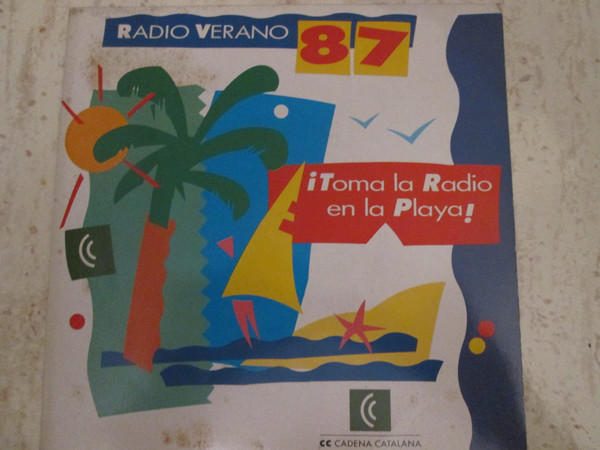 RADIO VERANO 87
¡Toma la Radio
en la Playa!
CC CADENA CATALANA